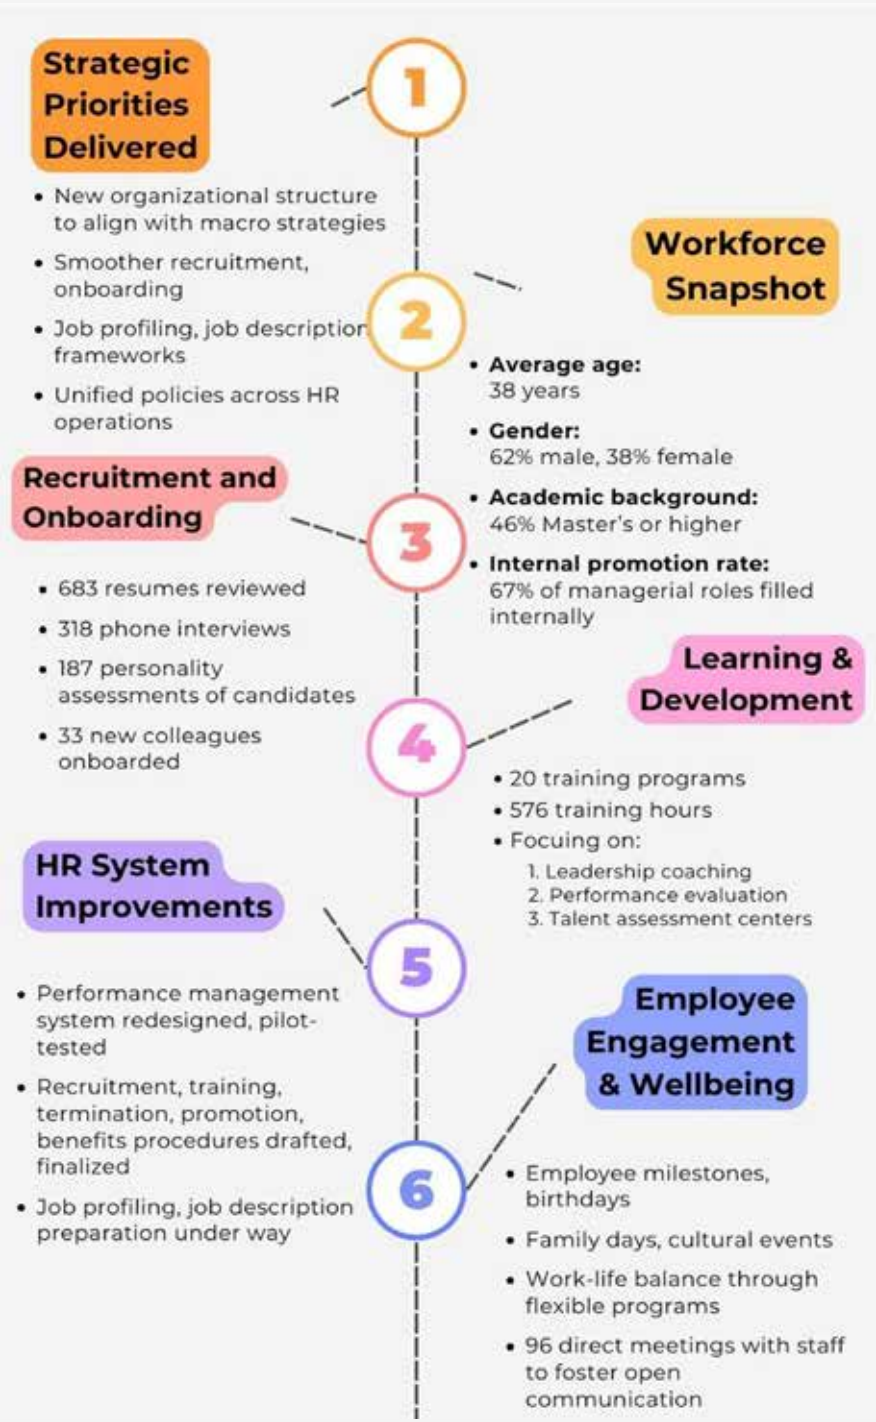 1
Strategic
Priorities
Delivered
• New organizational structure
to align with macro strategies
• Smoother recruitment,
onboarding
• Job profiling, job description
frameworks
• Unified policies across HR
operations
2
Workforce
Snapshot
• Average age:
38 years
• Gender:
62% male, 38% female
• Academic background:
46% Master's or higher
• Internal promotion rate:
67% of managerial roles filled
internally
3
Recruitment and
Onboarding
• 683 resumes reviewed
• 318 phone interviews
• 187 personality
assessments of candidates
• 33 new colleagues
onboarded
4
Learning &
Development
• 20 training programs
• 576 training hours
• Focuing on:
1. Leadership coaching
2. Performance evaluation
3. Talent assessment centers
5
HR System
Improvements
• Performance management
system redesigned, pilot-
tested
• Recruitment, training,
termination, promotion,
benefits procedures drafted,
finalized
• Job profiling, job description
preparation under way
6
Employee
Engagement
& Wellbeing
• Employee milestones,
birthdays
• Family days, cultural events
• Work-life balance through
flexible programs
• 96 direct meetings with staff
to foster open
communication